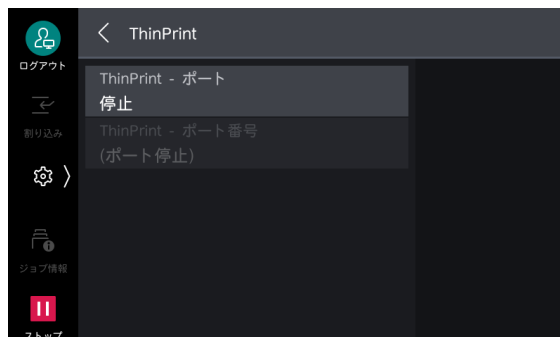 ThinPrint
ログアウト
ThinPrint - ポート
停止
割り込み
ThinPrint - ポート番号
(ポート停止)
ジョブ情報
ストップ